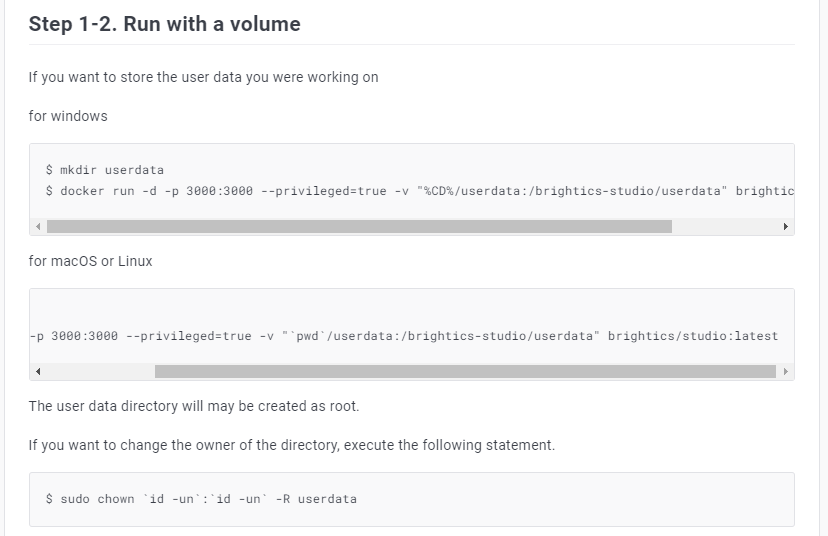 Step 1-2. Run with a volume
If you want to store the user data you were working on
for windows
$ mkdir userdata
$ docker run -d -p 3000:3000 --privileged=true -v "%CD%/userdata:/brightics-studio/userdata" brightic
for macOS or Linux
-p 3000:3000 --privileged=true -v "`pwd`/userdata:/brightics-studio/userdata" brightics/studio:latest
The user data directory will may be created as root.
If you want to change the owner of the directory, execute the following statement.
$ sudo chown `id -un`:`id -un` -R userdata